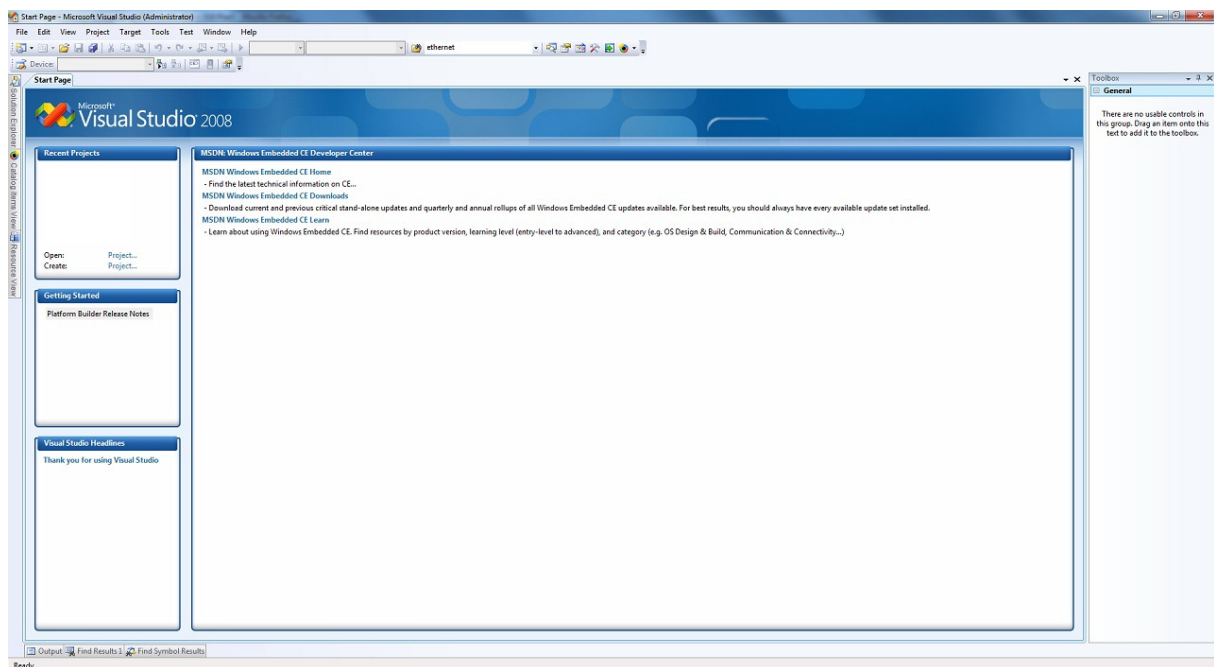 Start Page - Microsoft Visual Studio (Administrator)
File Edit View Project Target Tools Test Window Help
ethernet
Device:
Start Page
Toolbox
General
There are no usable controls in
this group. Drag an item onto this
text to add it to the toolbox.
Solution Explorer
Catalog Items View
Resource View
Microsoft®
Visual Studio® 2008
Recent Projects
Open: Project...
Create: Project...
Getting Started
Platform Builder Release Notes
Visual Studio Headlines
Thank you for using Visual Studio
MSDN: Windows Embedded CE Developer Center
MSDN Windows Embedded CE Home
- Find the latest technical information on CE...
MSDN Windows Embedded CE Downloads
- Download current and previous critical stand-alone updates and quarterly and annual rollups of all Windows Embedded CE updates available. For best results, you should always have every available update set installed.
MSDN Windows Embedded CE Learn
- Learn about using Windows Embedded CE. Find resources by product version, learning level (entry-level to advanced), and category (e.g. OS Design & Build, Communication & Connectivity...)
Output Find Results 1 Find Symbol Results
Ready